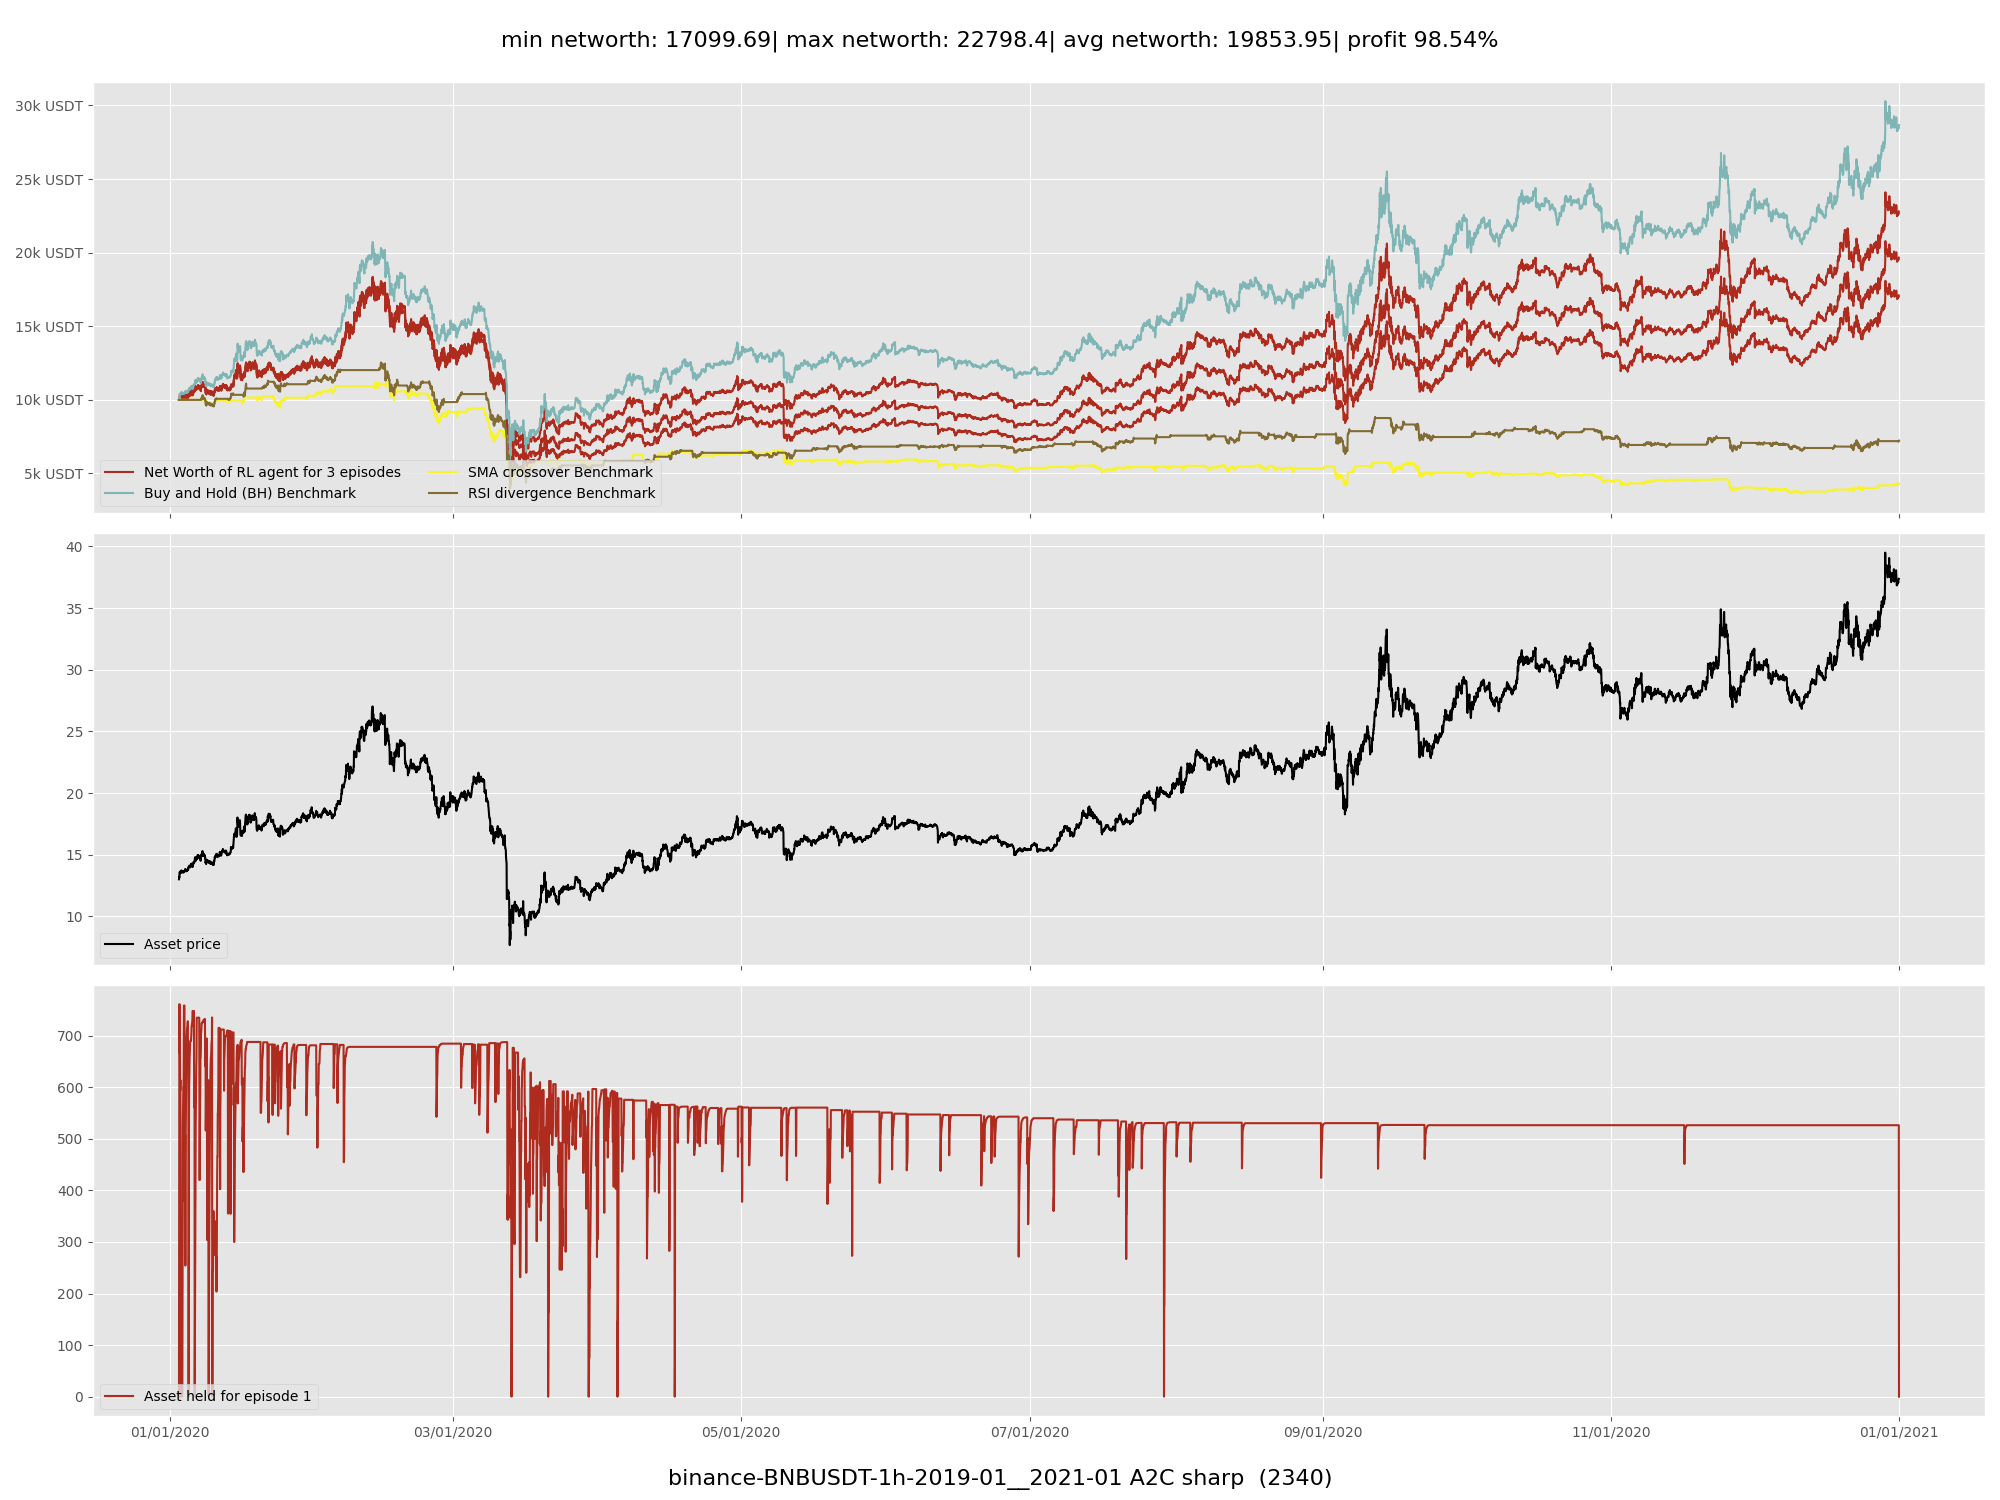 min networth: 17099.69| max networth: 22798.4| avg networth: 19853.95| profit 98.54%
30k USDT
25k USDT
20k USDT
15k USDT
10k USDT
5k USDT
Net Worth of RL agent for 3 episodes
Buy and Hold (BH) Benchmark
SMA crossover Benchmark
RSI divergence Benchmark
40
35
30
25
20
15
10
Asset price
700
600
500
400
300
200
100
0
Asset held for episode 1
01/01/2020 03/01/2020 05/01/2020 07/01/2020 09/01/2020 11/01/2020 01/01/2021
binance-BNBUSDT-1h-2019-01__2021-01 A2C sharp (2340)